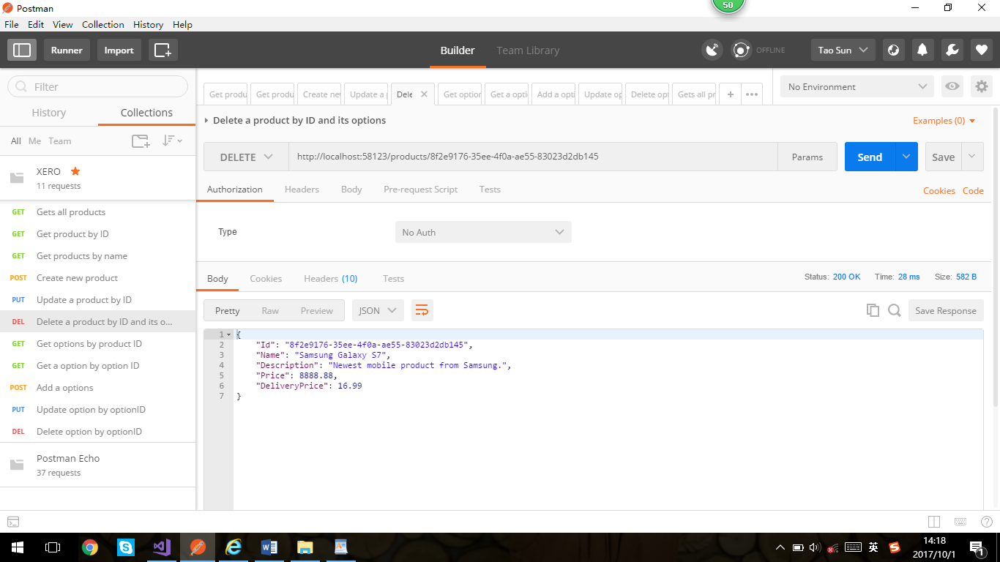 Postman
50
File Edit View Collection History Help
Runner Import Builder Team Library OFFLINE Tao Sun
Filter
History Collections
All Me Team
XERO
11 requests
GET Gets all products
GET Get product by ID
GET Get products by name
POST Create new product
PUT Update a product by ID
DEL Delete a product by ID and its o...
GET Get options by product ID
GET Get a option by option ID
POST Add a options
PUT Update option by optionID
DEL Delete option by optionID
Postman Echo
37 requests
Get produ Get produ Create ne Update a Dele Get option Get a opti Add a opti Update op Delete opt Gets all pr
No Environment
Delete a product by ID and its options
Examples (0)
DELETE http://localhost:58123/products/8f2e9176-35ee-4f0a-ae55-83023d2db145 Params Send Save
Authorization Headers Body Pre-request Script Tests Cookies Code
Type No Auth
Body Cookies Headers (10) Tests Status: 200 OK Time: 28 ms Size: 582 B
Pretty Raw Preview JSON Save Response
1 {
2 "Id": "8f2e9176-35ee-4f0a-ae55-83023d2db145",
3 "Name": "Samsung Galaxy S7",
4 "Description": "Newest mobile product from Samsung.",
5 "Price": 8888.88,
6 "DeliveryPrice": 16.99
7 }
英
14:18
2017/10/1
1